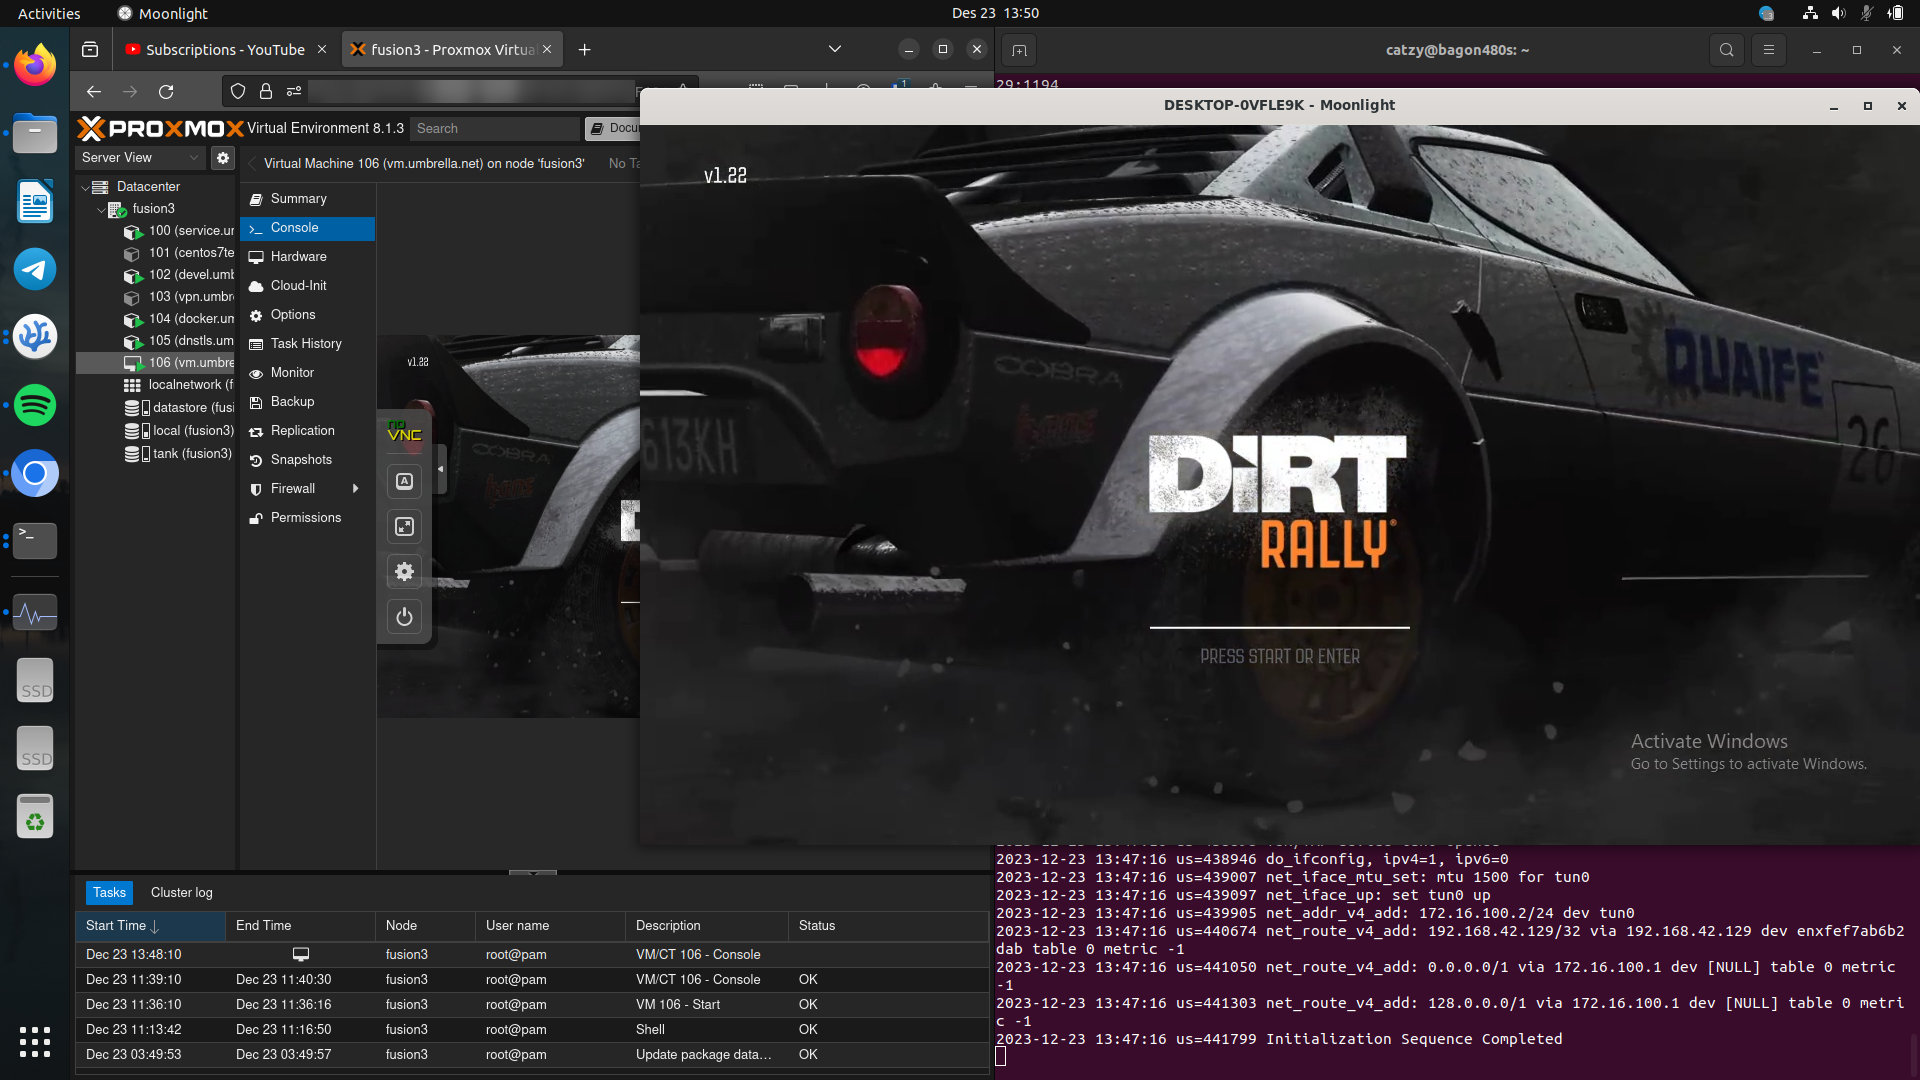 Activities
Moonlight
Des 23 13:50
Subscriptions - YouTube
fusion3 - Proxmox Virtua
catzy@bagon480s: ~
29:1194
1
PROXMOX
Virtual Environment 8.1.3
Search
Docu
DESKTOP-0VFLE9K - Moonlight
Server View
Virtual Machine 106 (vm.umbrella.net) on node 'fusion3'
No Ta
Datacenter
fusion3
100 (service.un
101 (centos7te
102 (devel.umb
103 (vpn.umbre
104 (docker.um
105 (dnstls.um
106 (vm.umbre
localnetwork (f
datastore (fusi
local (fusion3)
tank (fusion3)
Summary
Console
Hardware
Cloud-Init
Options
Task History
Monitor
Backup
Replication
Snapshots
Firewall
Permissions
v1.22
no
VNC
A
COBRA
v1.22
COBRA
613KH
QUAIFE
26
DiRT
RALLY®
PRESS START OR ENTER
Activate Windows
Go to Settings to activate Windows.
SSD
SSD
2023-12-23 13:47:16 us=438946 do_ifconfig, ipv4=1, ipv6=0
2023-12-23 13:47:16 us=439007 net_iface_mtu_set: mtu 1500 for tun0
2023-12-23 13:47:16 us=439097 net_iface_up: set tun0 up
2023-12-23 13:47:16 us=439905 net_addr_v4_add: 172.16.100.2/24 dev tun0
2023-12-23 13:47:16 us=440674 net_route_v4_add: 192.168.42.129/32 via 192.168.42.129 dev enxfef7ab6b2
dab table 0 metric -1
2023-12-23 13:47:16 us=441050 net_route_v4_add: 0.0.0.0/1 via 172.16.100.1 dev [NULL] table 0 metric
-1
2023-12-23 13:47:16 us=441303 net_route_v4_add: 128.0.0.0/1 via 172.16.100.1 dev [NULL] table 0 metri
c -1
2023-12-23 13:47:16 us=441799 Initialization Sequence Completed
Tasks
Cluster log
Start Time End Time Node User name Description Status
Dec 23 13:48:10 fusion3 root@pam VM/CT 106 - Console
Dec 23 11:39:10 Dec 23 11:40:30 fusion3 root@pam VM/CT 106 - Console OK
Dec 23 11:36:10 Dec 23 11:36:16 fusion3 root@pam VM 106 - Start OK
Dec 23 11:13:42 Dec 23 11:16:50 fusion3 root@pam Shell OK
Dec 23 03:49:53 Dec 23 03:49:57 fusion3 root@pam Update package data… OK